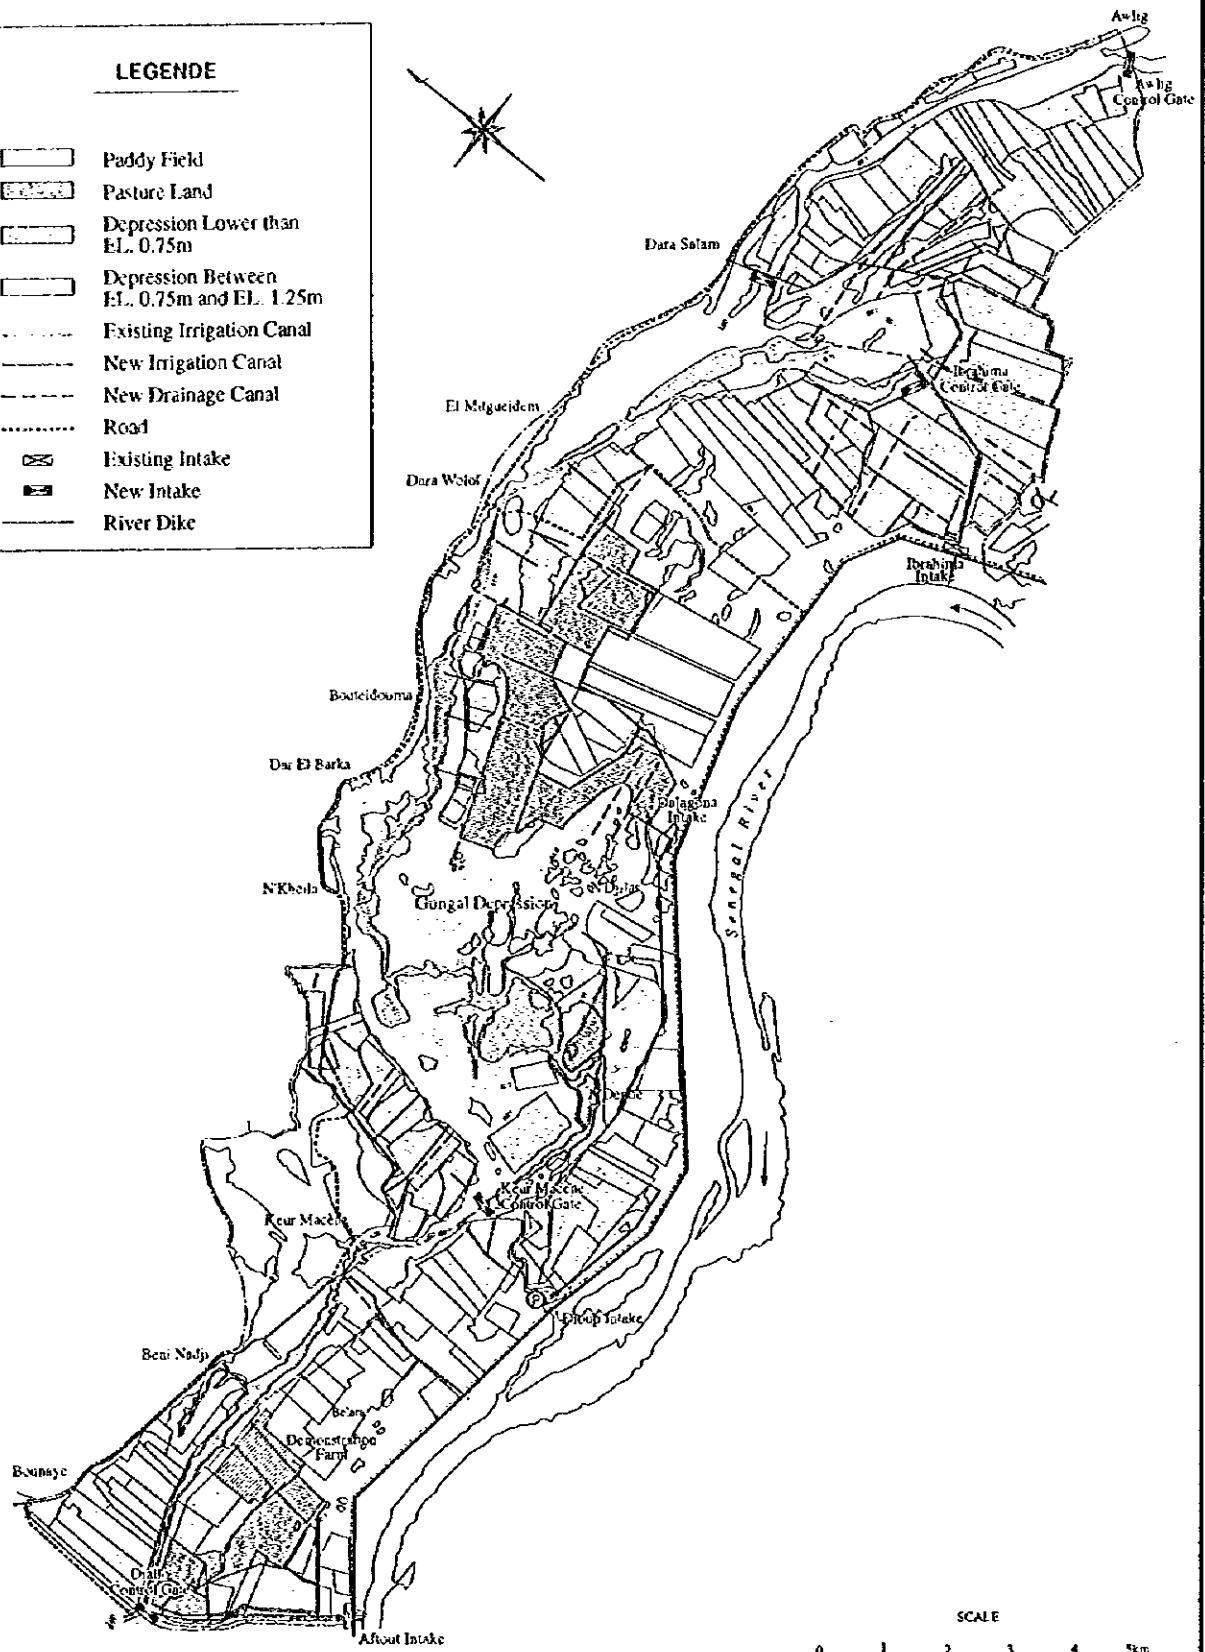 LEGENDE
Paddy Field
Pasture Land
Depression Lower than
EL. 0.75m
Depression Between
EL. 0.75m and EL. 1.25m
Existing Irrigation Canal
New Irrigation Canal
New Drainage Canal
Road
Existing Intake
New Intake
River Dike
Awlig
Awlig
Control Gate
Dara Salam
Ibrahima
Control Gate
El Mftgueidem
Dara Wolof
Ibrahima
Intake
Bouteidouma
Dar El Barka
Dalagona
Intake
Senegal River
N'Kheila
Gungal Depression
Keur Macène
Control Gate
Keur Macène
P
Dioup Intake
Beni Nadji
Demonstration
Farm
Bounaye
Control Gate
Aftout Intake
SCALE
0 1 2 3 4 5km